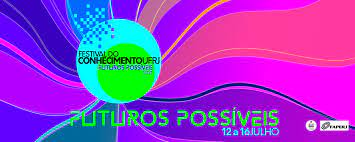 FESTIVAL DO
CONHECIMENTO UFRJ
FUTUROS POSSÍVEIS
FUTUROS POSSÍVEIS
12 a 16 JULHO